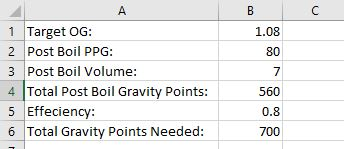 A B C
1 Target OG: 1.08
2 Post Boil PPG: 80
3 Post Boil Volume: 7
4 Total Post Boil Gravity Points: 560
5 Effeciency: 0.8
6 Total Gravity Points Needed: 700